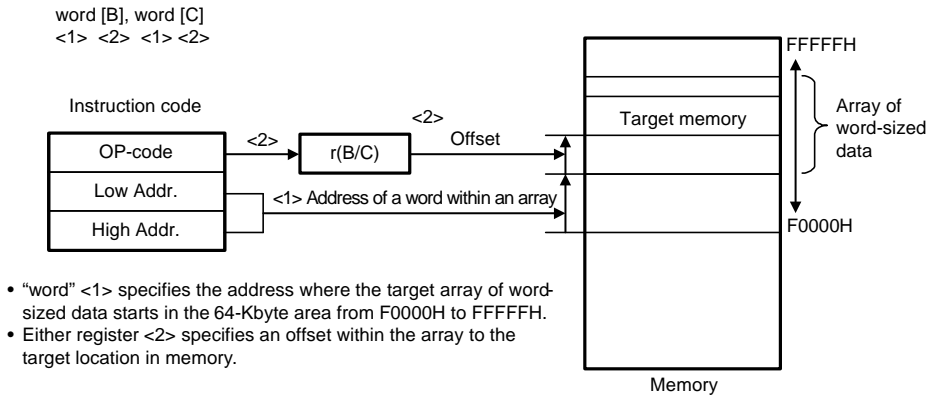 word [B], word [C]
<1> <2> <1> <2>
FFFFFH
Instruction code
Array of
word-sized
data
<2>
<2>
Target memory
OP-code
r(B/C)
Offset
Low Addr.
<1> Address of a word within an array
High Addr.
F0000H
• “word” <1> specifies the address where the target array of word-
sized data starts in the 64-Kbyte area from F0000H to FFFFFH.
• Either register <2> specifies an offset within the array to the
target location in memory.
Memory